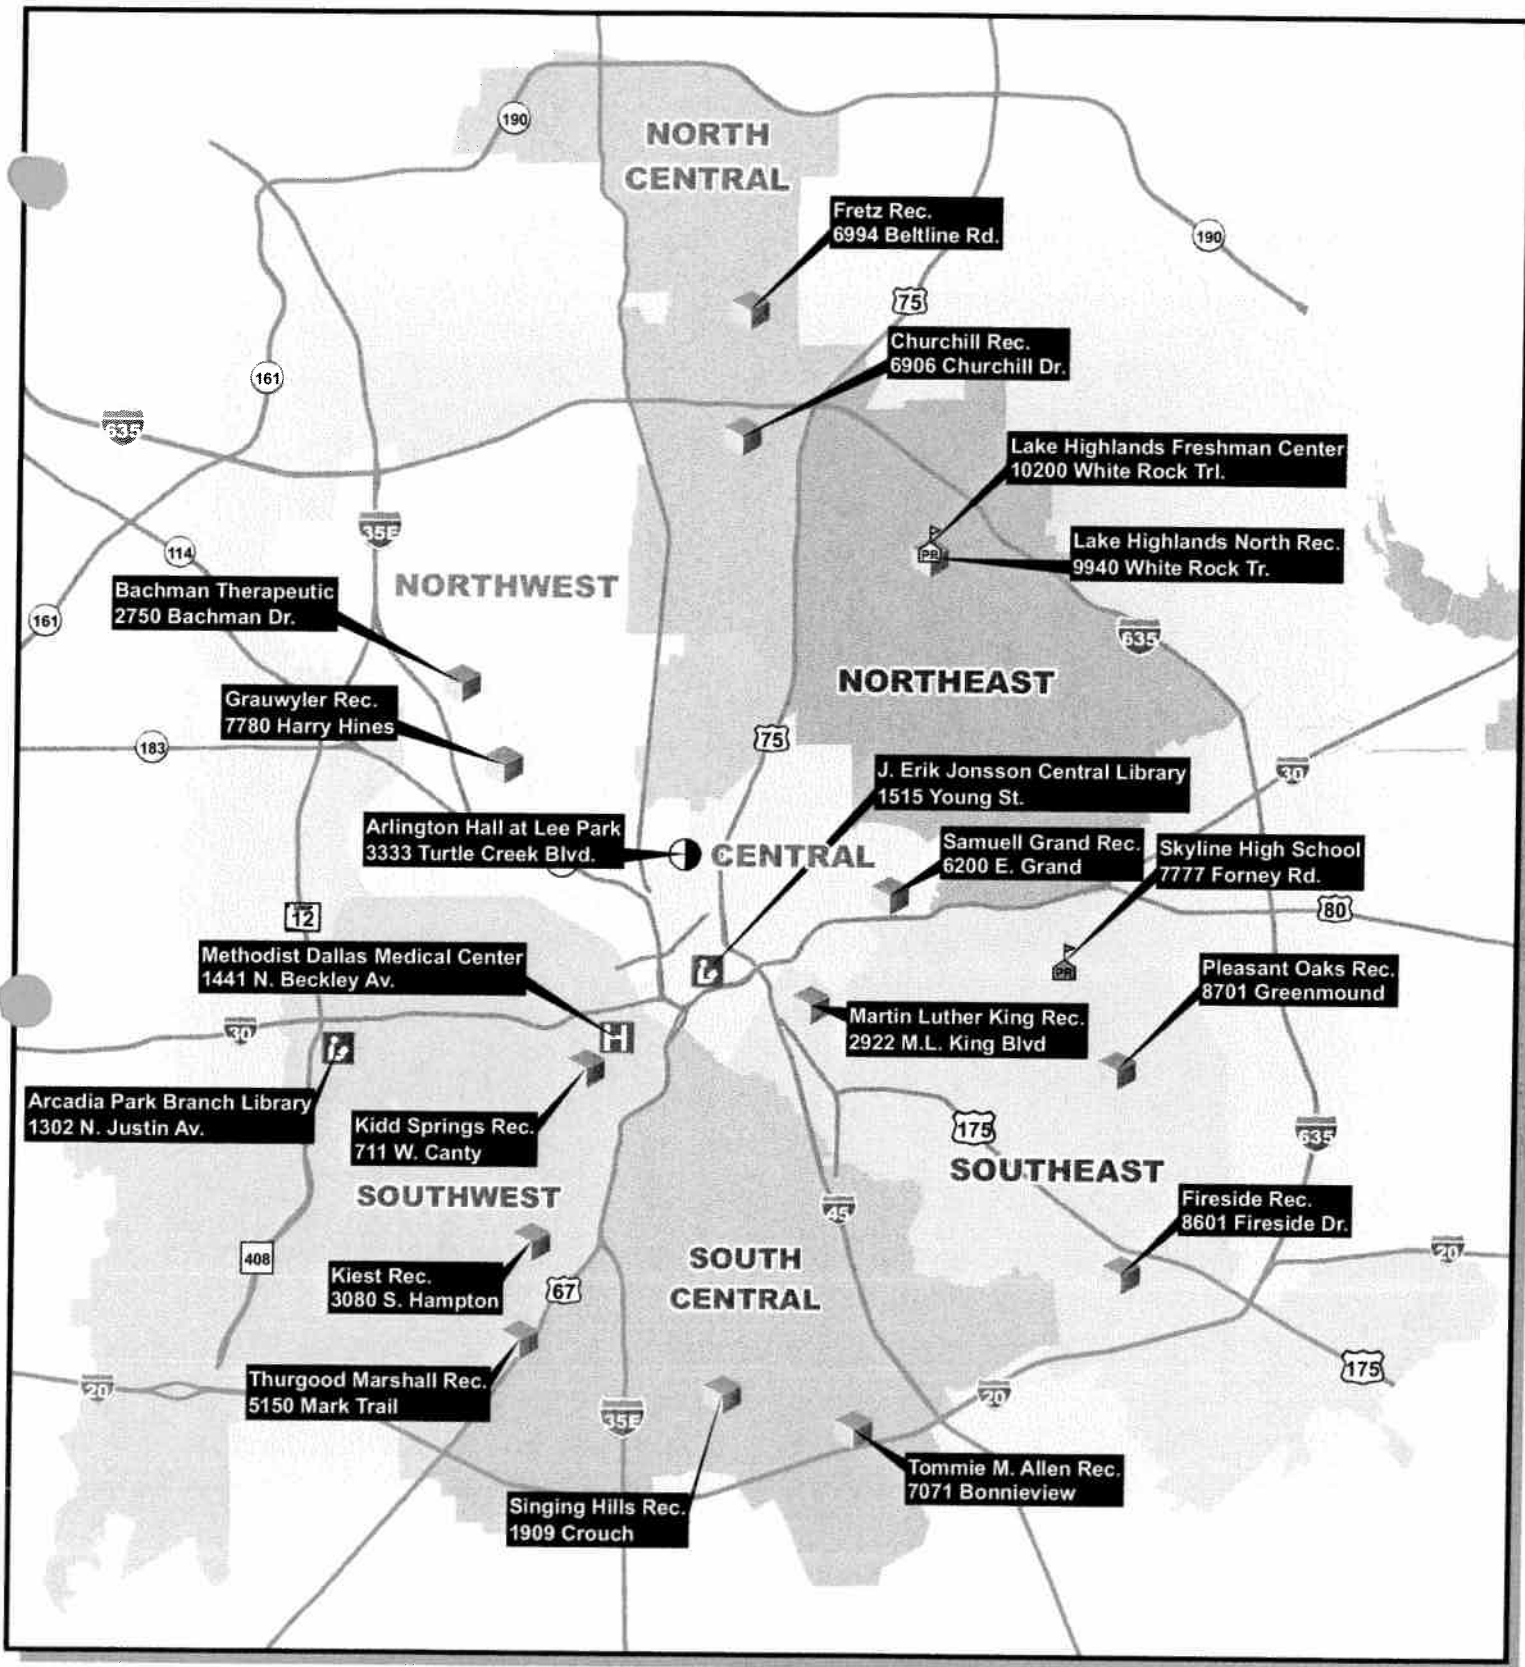 190
NORTH
CENTRAL
Fretz Rec.
6994 Beltline Rd.
190
75
Churchill Rec.
6906 Churchill Dr.
161
635
Lake Highlands Freshman Center
10200 White Rock Trl.
35E
114
Lake Highlands North Rec.
9940 White Rock Tr.
PR
NORTHWEST
Bachman Therapeutic
2750 Bachman Dr.
161
635
NORTHEAST
Grauwyler Rec.
7780 Harry Hines
183
75
J. Erik Jonsson Central Library
1515 Young St.
30
Arlington Hall at Lee Park
3333 Turtle Creek Blvd.
CENTRAL
Samuell Grand Rec.
6200 E. Grand
Skyline High School
7777 Forney Rd.
12
80
Methodist Dallas Medical Center
1441 N. Beckley Av.
PR
Pleasant Oaks Rec.
8701 Greenmound
30
H
Martin Luther King Rec.
2922 M.L. King Blvd
Arcadia Park Branch Library
1302 N. Justin Av.
Kidd Springs Rec.
711 W. Canty
175
635
SOUTHWEST
SOUTHEAST
45
Fireside Rec.
8601 Fireside Dr.
408
SOUTH
CENTRAL
20
Kiest Rec.
3080 S. Hampton
67
Thurgood Marshall Rec.
5150 Mark Trail
20
175
20
35E
Tommie M. Allen Rec.
7071 Bonnieview
Singing Hills Rec.
1909 Crouch